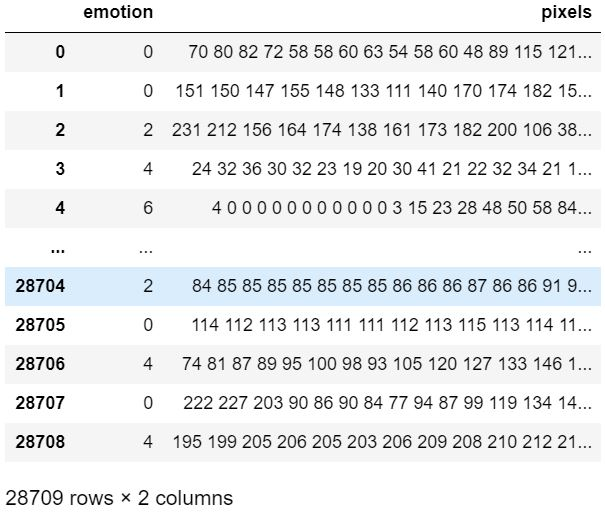 emotion pixels
0 0 70 80 82 72 58 58 60 63 54 58 60 48 89 115 121...
1 0 151 150 147 155 148 133 111 140 170 174 182 15...
2 2 231 212 156 164 174 138 161 173 182 200 106 38...
3 4 24 32 36 30 32 23 19 20 30 41 21 22 32 34 21 1...
4 6 4 0 0 0 0 0 0 0 0 0 0 0 3 15 23 28 48 50 58 84...
... ... ...
28704 2 84 85 85 85 85 85 85 85 86 86 86 87 86 86 91 9...
28705 0 114 112 113 113 111 111 112 113 115 113 114 11...
28706 4 74 81 87 89 95 100 98 93 105 120 127 133 146 1...
28707 0 222 227 203 90 86 90 84 77 94 87 99 119 134 14...
28708 4 195 199 205 206 205 203 206 209 208 210 212 21...
28709 rows × 2 columns